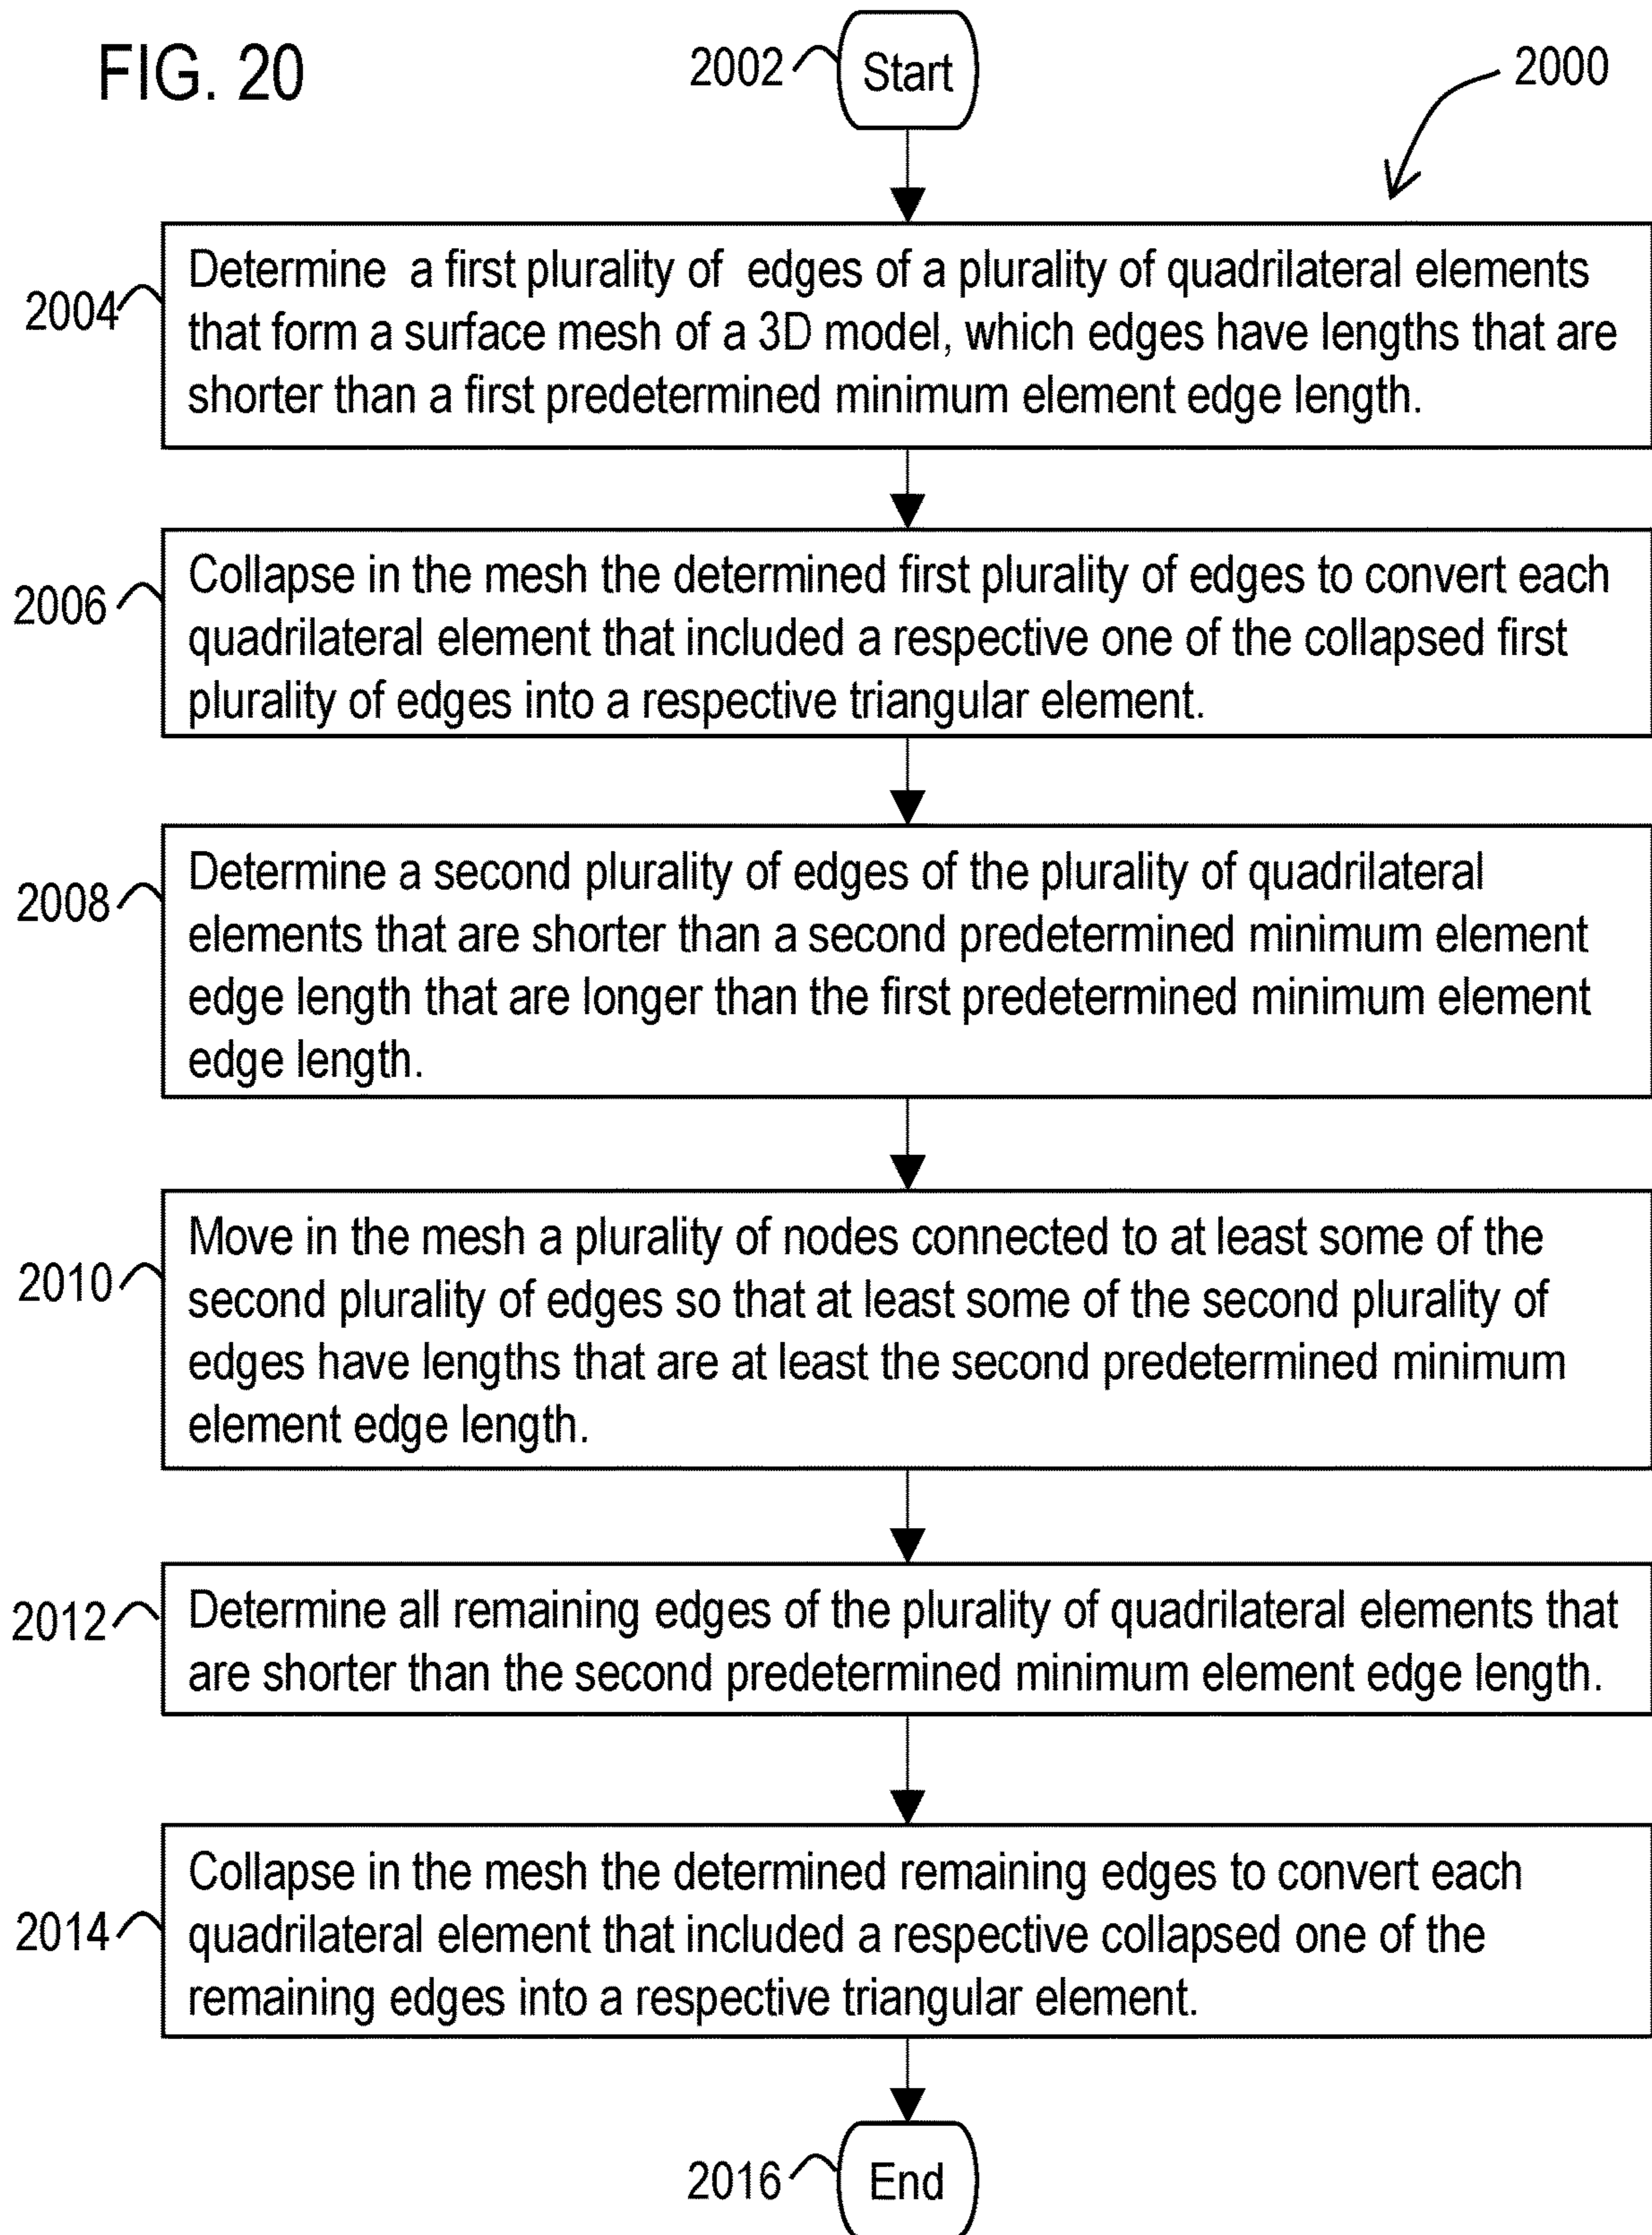 FIG. 20
2002
Start
2000
2004
Determine a first plurality of edges of a plurality of quadrilateral elements
that form a surface mesh of a 3D model, which edges have lengths that are
shorter than a first predetermined minimum element edge length.
2006
Collapse in the mesh the determined first plurality of edges to convert each
quadrilateral element that included a respective one of the collapsed first
plurality of edges into a respective triangular element.
2008
Determine a second plurality of edges of the plurality of quadrilateral
elements that are shorter than a second predetermined minimum element
edge length that are longer than the first predetermined minimum element
edge length.
2010
Move in the mesh a plurality of nodes connected to at least some of the
second plurality of edges so that at least some of the second plurality of
edges have lengths that are at least the second predetermined minimum
element edge length.
2012
Determine all remaining edges of the plurality of quadrilateral elements that
are shorter than the second predetermined minimum element edge length.
2014
Collapse in the mesh the determined remaining edges to convert each
quadrilateral element that included a respective collapsed one of the
remaining edges into a respective triangular element.
2016
End